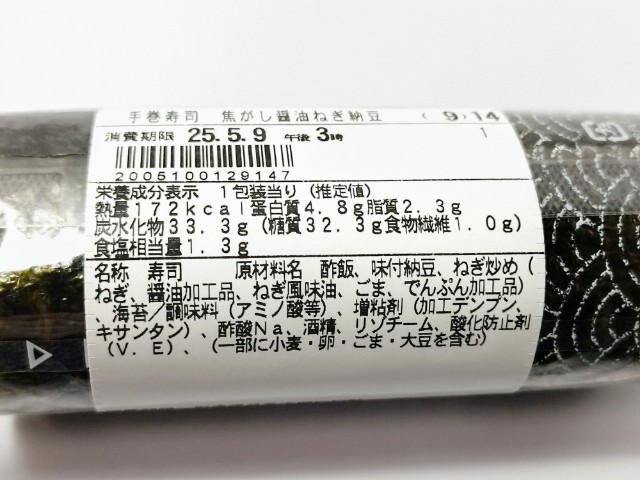 手巻寿司 焦がし醤油ねぎ納豆 ( 9)14
消費期限 25.5.9 午後 3時 1
2005100129147
栄養成分表示 1包装当り (推定値)
熱量172kcal蛋白質4.8g脂質2.3g
炭水化物33.3g (糖質32.3g食物繊維1.0g)
食塩相当量1.3g
名称 寿司 原材料名 酢飯、味付納豆、ねぎ炒め(
ねぎ、醤油加工品、ねぎ風味油、ごま、でんぷん加工品)
、海苔/調味料(アミノ酸等)、増粘剤(加工デンプン、
キサンタン)、酢酸Na、酒精、リゾチーム、酸化防止剤
(V.E)、(一部に小麦・卵・ごま・大豆を含む)